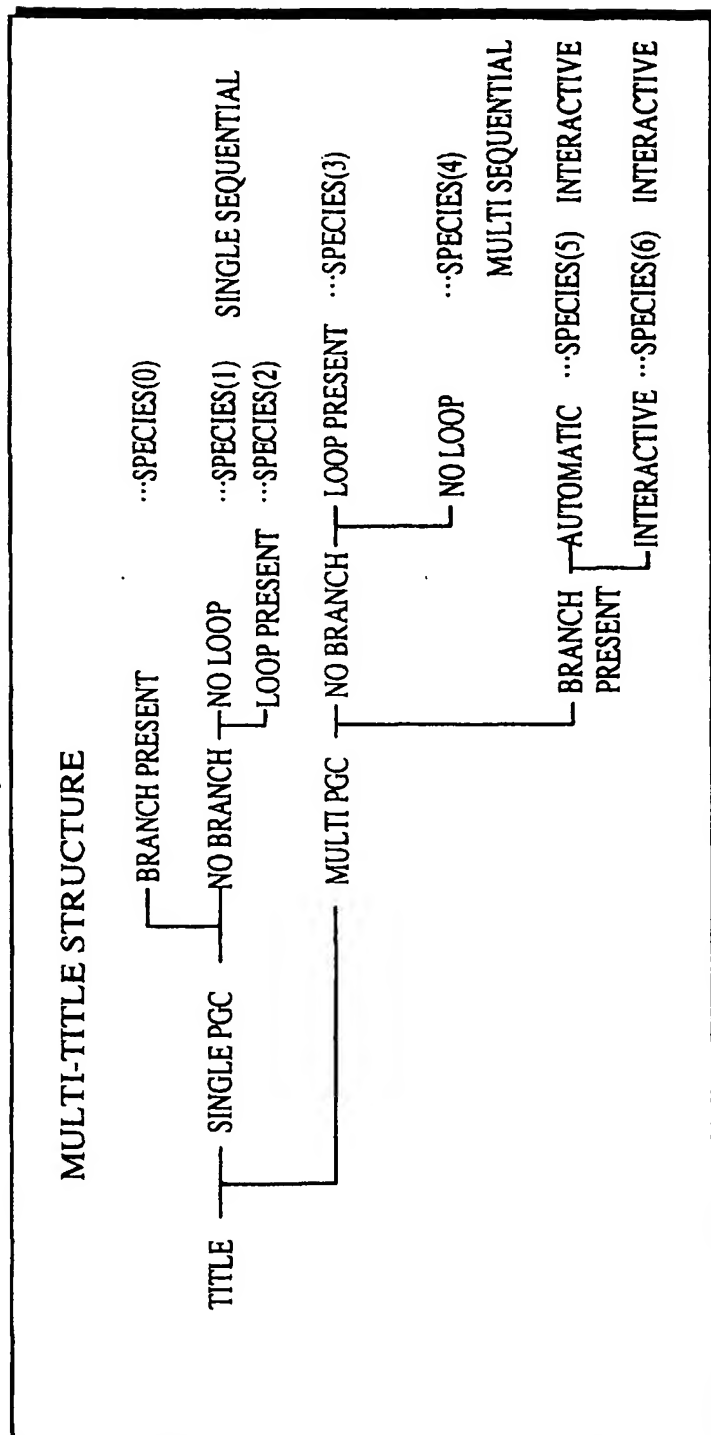 MULTI-TITLE STRUCTURE
BRANCH PRESENT ···SPECIES(0)
TITLE SINGLE PGC NO BRANCH NO LOOP ···SPECIES(1) SINGLE SEQUENTIAL
LOOP PRESENT ···SPECIES(2)
MULTI PGC NO BRANCH LOOP PRESENT ···SPECIES(3)
NO LOOP ···SPECIES(4)
MULTI SEQUENTIAL
BRANCH AUTOMATIC ···SPECIES(5) INTERACTIVE
PRESENT
INTERACTIVE ···SPECIES(6) INTERACTIVE